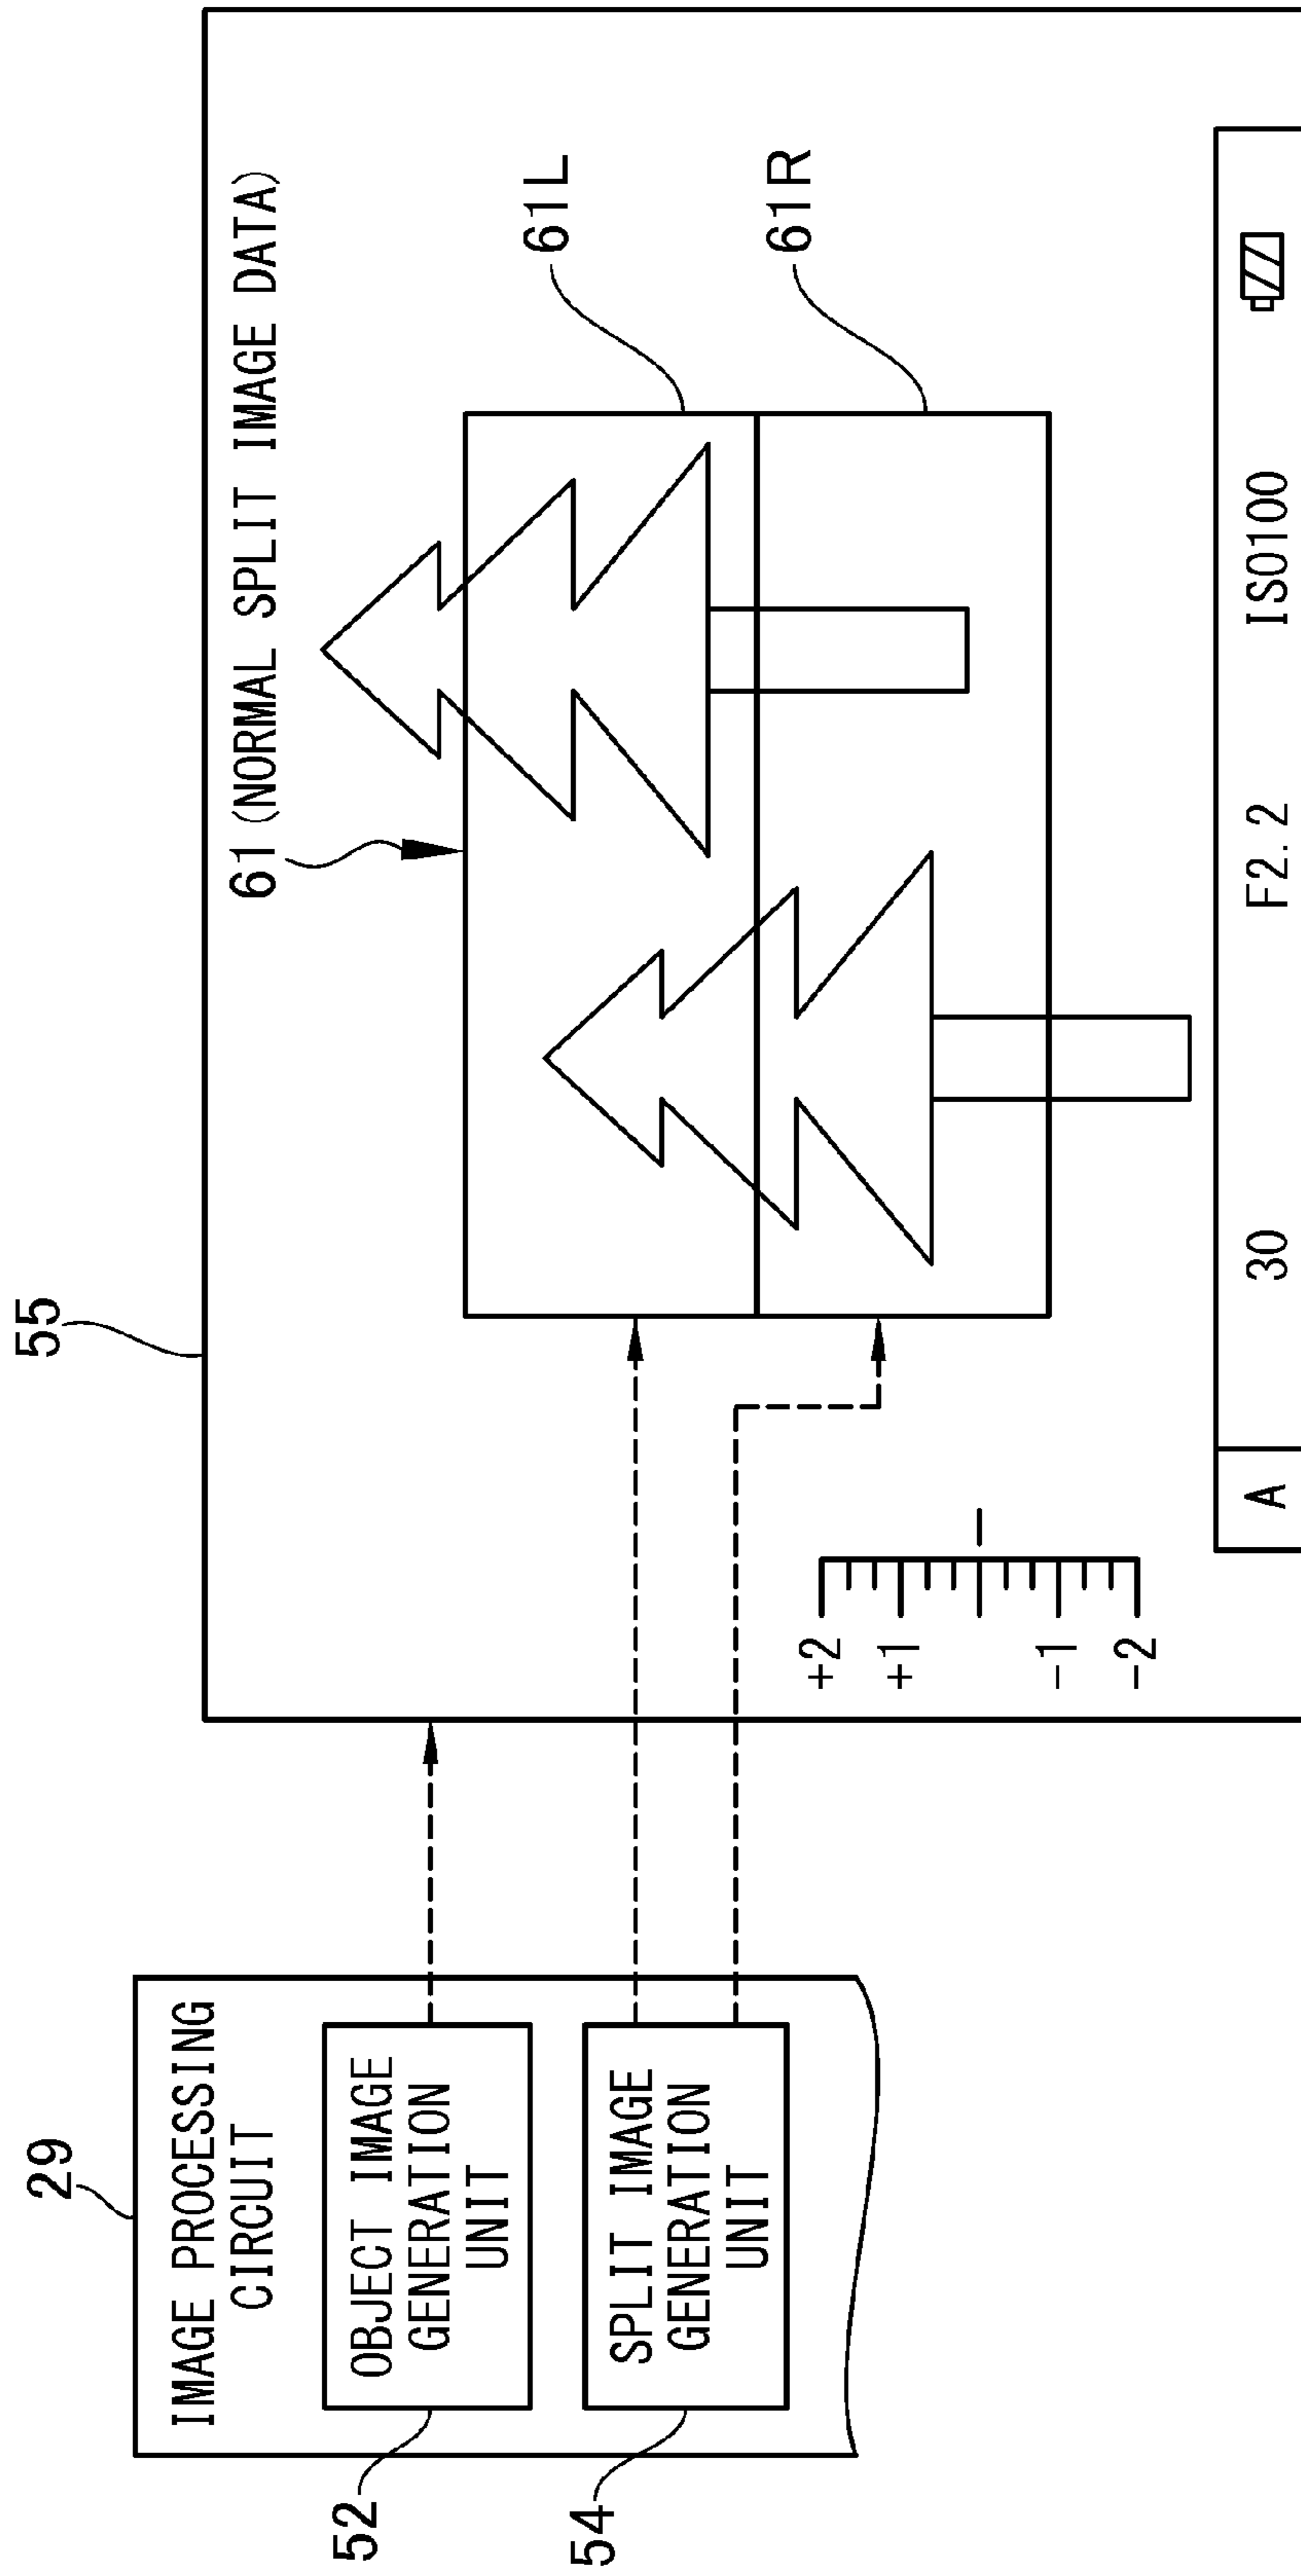 55
29
IMAGE PROCESSING
CIRCUIT
52
OBJECT IMAGE
GENERATION
UNIT
54
SPLIT IMAGE
GENERATION
UNIT
61 (NORMAL SPLIT IMAGE DATA)
61L
61R
+2
+1
-1
-2
A
30
F2.2
ISO100